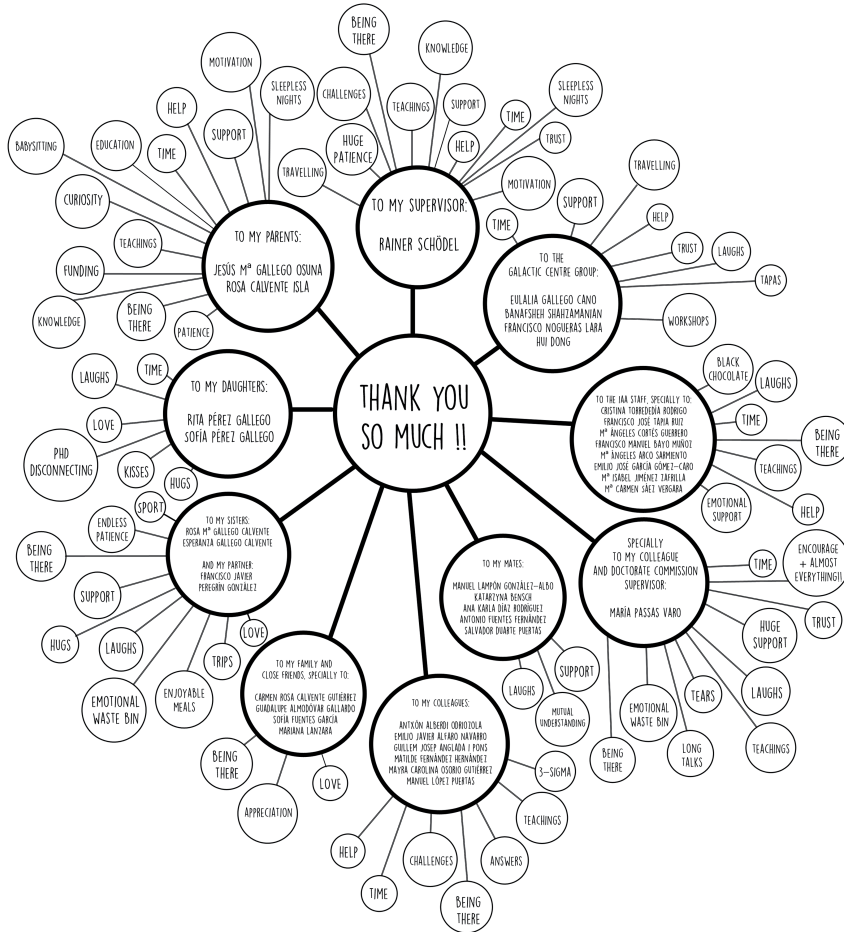 THANK YOU
SO MUCH !!
TO MY SUPERVISOR:
RAINER SCHÖDEL
TRAVELLING
HUGE
PATIENCE
CHALLENGES
BEING
THERE
TEACHINGS
KNOWLEDGE
SUPPORT
HELP
TIME
SLEEPLESS
NIGHTS
TRUST
MOTIVATION
TO THE
GALACTIC CENTRE GROUP:
EULALIA GALLEGO CANO
BANAFSHEH SHAHZAMANIAN
FRANCISCO NOGUERAS LARA
HUI DONG
TIME
SUPPORT
TRAVELLING
HELP
TRUST
LAUGHS
TAPAS
WORKSHOPS
TO THE IAA STAFF, SPECIALLY TO:
CRISTINA TORREDEDÍA RODRIGO
FRANCISCO JOSÉ TAPIA RUIZ
Mª ÁNGELES CORTÉS GUERRERO
FRANCISCO MANUEL BAYO MUÑOZ
Mª ÁNGELES ARCO SARMIENTO
EMILIO JOSÉ GARCÍA GÓMEZ-CARO
Mª ISABEL JIMÉNEZ ZAFRILLA
Mª CARMEN SÁEZ VERGARA
BLACK
CHOCOLATE
LAUGHS
TIME
BEING
THERE
TEACHINGS
HELP
EMOTIONAL
SUPPORT
SPECIALLY
TO MY COLLEAGUE
AND DOCTORATE COMMISSION
SUPERVISOR:
MARÍA PASSAS VARO
TIME
ENCOURAGE
+ ALMOST
EVERYTHING!!
TRUST
HUGE
SUPPORT
LAUGHS
TEACHINGS
TEARS
LONG
TALKS
EMOTIONAL
WASTE BIN
BEING
THERE
TO MY MATES:
MANUEL LAMPÓN GONZÁLEZ-ALBO
KATARZYNA BENSCH
ANA KARLA DÍAZ RODRÍGUEZ
ANTONIO FUENTES FERNÁNDEZ
SALVADOR DUARTE PUERTAS
SUPPORT
MUTUAL
UNDERSTANDING
LAUGHS
TO MY COLLEAGUES:
ANTXÓN ALBERDI ODRIOZOLA
EMILIO JAVIER ALFARO NAVARRO
GUILLEM JOSEP ANGLADA I PONS
MATILDE FERNÁNDEZ HERNÁNDEZ
MAYRA CAROLINA OSORIO GUTIÉRREZ
MANUEL LÓPEZ PUERTAS
3-SIGMA
TEACHINGS
ANSWERS
BEING
THERE
CHALLENGES
TIME
HELP
TO MY FAMILY AND
CLOSE FRIENDS, SPECIALLY TO:
CARMEN ROSA CALVENTE GUTIÉRREZ
GUADALUPE ALMODÓVAR GALLARDO
SOFÍA FUENTES GARCÍA
MARIANA LANZARA
BEING
THERE
APPRECIATION
LOVE
TO MY SISTERS:
ROSA Mª GALLEGO CALVENTE
ESPERANZA GALLEGO CALVENTE
AND MY PARTNER:
FRANCISCO JAVIER
PEREGRÍN GONZÁLEZ
SPORT
ENDLESS
PATIENCE
BEING
THERE
SUPPORT
HUGS
LAUGHS
EMOTIONAL
WASTE BIN
ENJOYABLE
MEALS
TRIPS
LOVE
TO MY DAUGHTERS:
RITA PÉREZ GALLEGO
SOFÍA PÉREZ GALLEGO
TIME
LAUGHS
LOVE
PHD
DISCONNECTING
KISSES
HUGS
TO MY PARENTS:
JESÚS Mª GALLEGO OSUNA
ROSA CALVENTE ISLA
PATIENCE
BEING
THERE
KNOWLEDGE
FUNDING
TEACHINGS
CURIOSITY
BABYSITTING
EDUCATION
TIME
HELP
SUPPORT
MOTIVATION
SLEEPLESS
NIGHTS